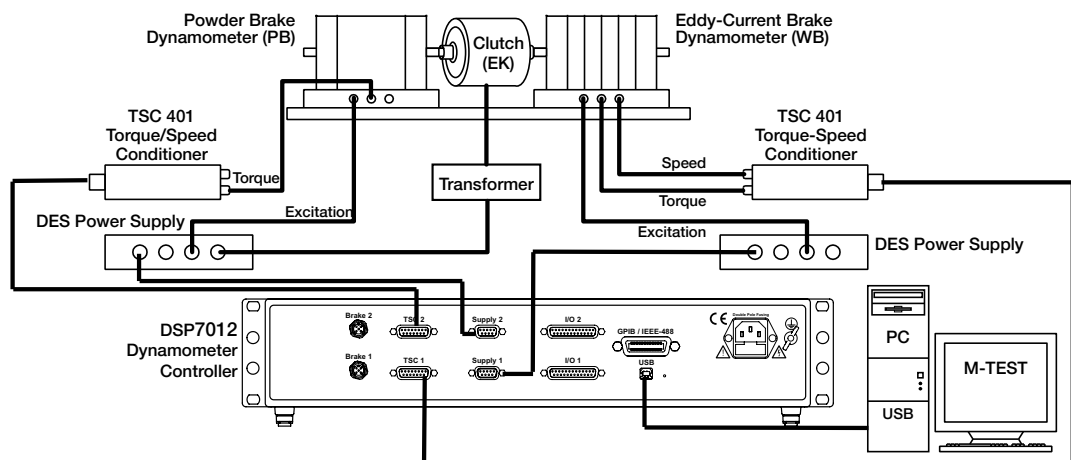 Powder Brake
Dynamometer (PB)
Clutch
(EK)
Eddy-Current Brake
Dynamometer (WB)
TSC 401
Torque/Speed
Conditioner
TSC 401
Torque-Speed
Conditioner
Torque
Transformer
Speed
Torque
Excitation
Excitation
DES Power Supply
DES Power Supply
DSP7012
Dynamometer
Controller
Brake 2
TSC 2
Supply 2
I/O 2
GPIB / IEEE-488
CE
Double Pole Fusing
Brake 1
TSC 1
Supply 1
I/O 1
USB
PC
USB
M-TEST